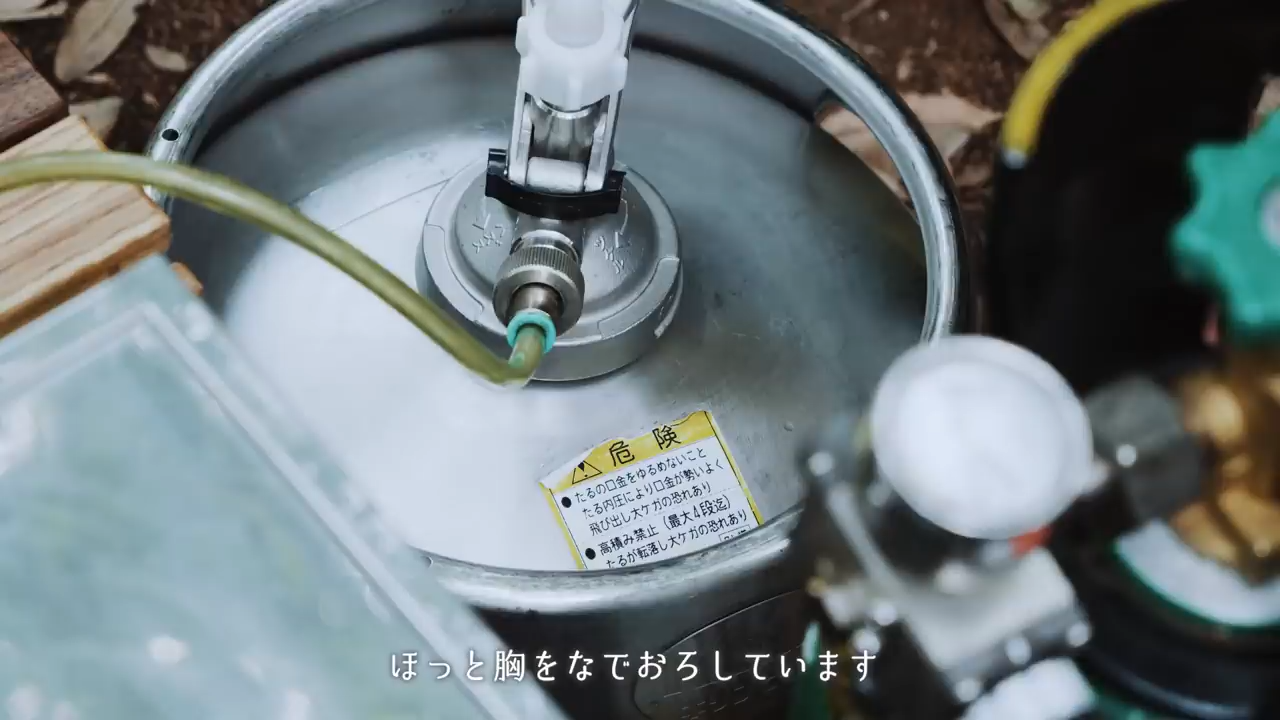 危険
●たるの口金をゆるめないこと
たる内圧により口金が勢いよく
飛び出し大ケガの恐れあり
●高積み禁止（最大4段迄）
たるが転落し大ケガの恐れあり
ほっと胸をなでおろしています